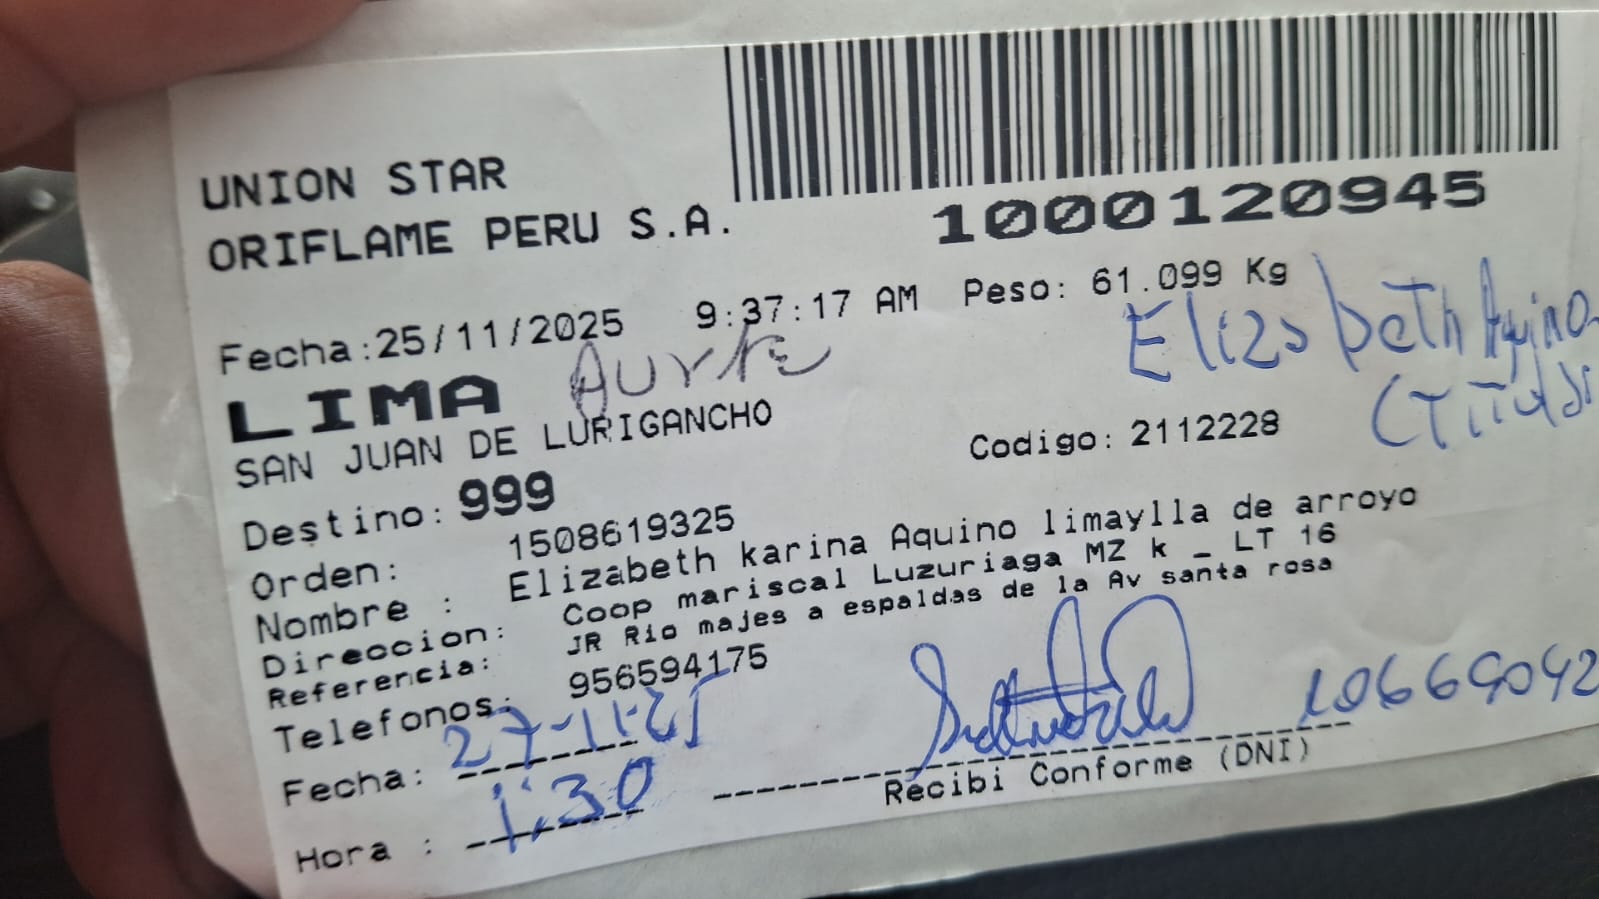 UNION STAR
ORIFLAME PERU S.A.
1000120945
Fecha:25/11/2025 9:37:17 AM Peso: 61.099 Kg
Elizabeth Aquino
LIMA
SAN JUAN DE LURIGANCHO
Codigo: 2112228
Destino: 999
Orden: 1508619325
Nombre : Elizabeth karina Aquino limaylla de arroyo
Direccion: Coop mariscal Luzuriaga MZ k _ LT 16
Referencia: JR Rio majes a espaldas de la Av santa rosa
Telefonos: 956594175
Fecha: 27-11-25
Hora : 1:30
Recibi Conforme (DNI)